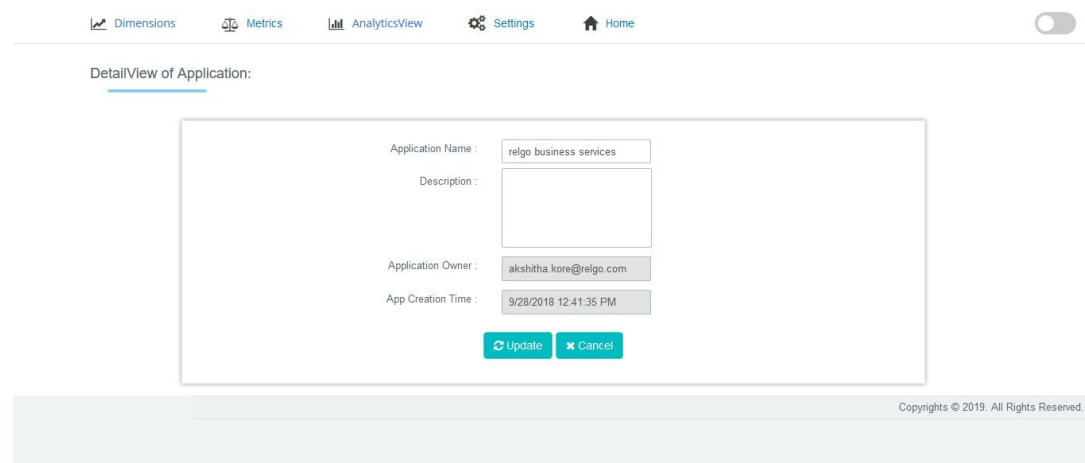 Dimensions Metrics AnalyticsView Settings Home
DetailView of Application:
Application Name : relgo business services
Description :
Application Owner : akshitha.kore@relgo.com
App Creation Time : 9/28/2018 12:41:35 PM
Update Cancel
Copyrights © 2019. All Rights Reserved.